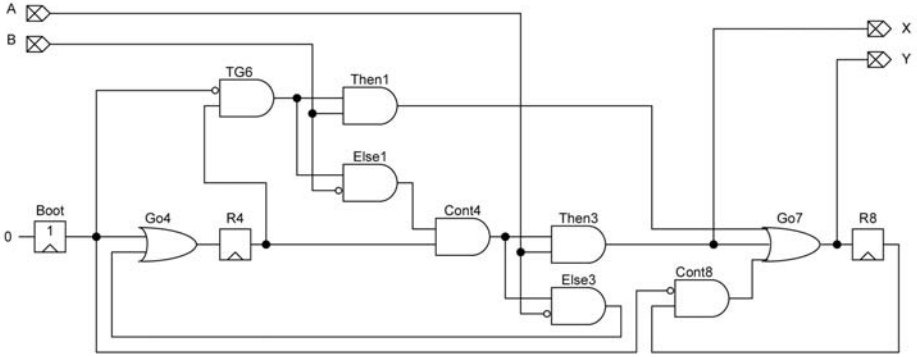 A
X
B
Y
TG6
Then1
Else1
Boot
Go4
R4
Cont4
Then3
Go7
R8
0
1
Cont8
Else3